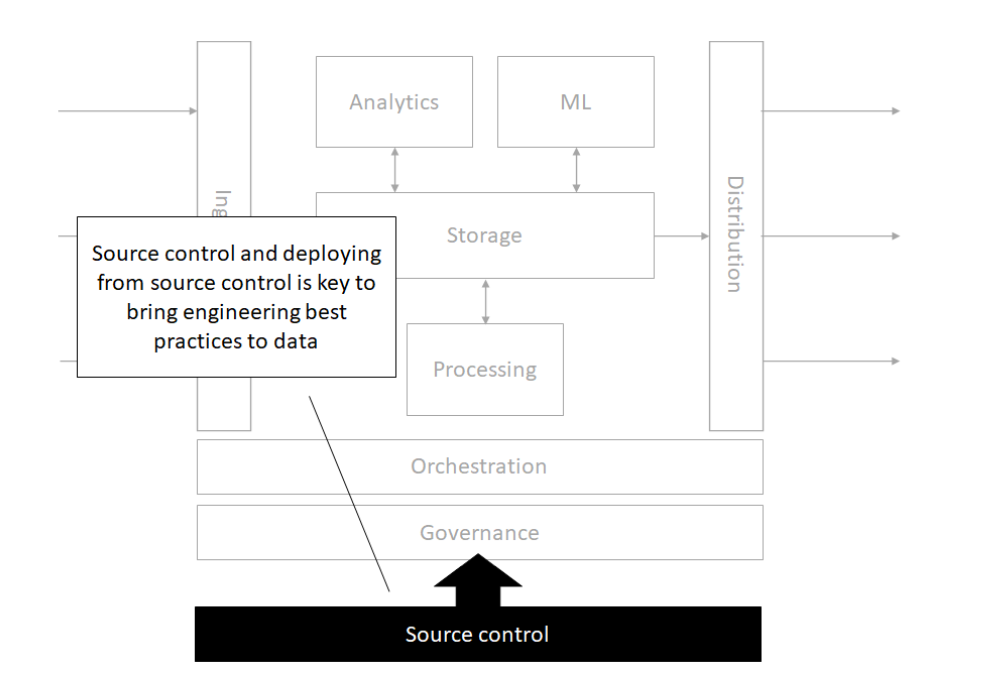 Analytics
ML
Storage
Distribution
Source control and deploying
from source control is key to
bring engineering best
practices to data
Processing
Orchestration
Governance
Source control